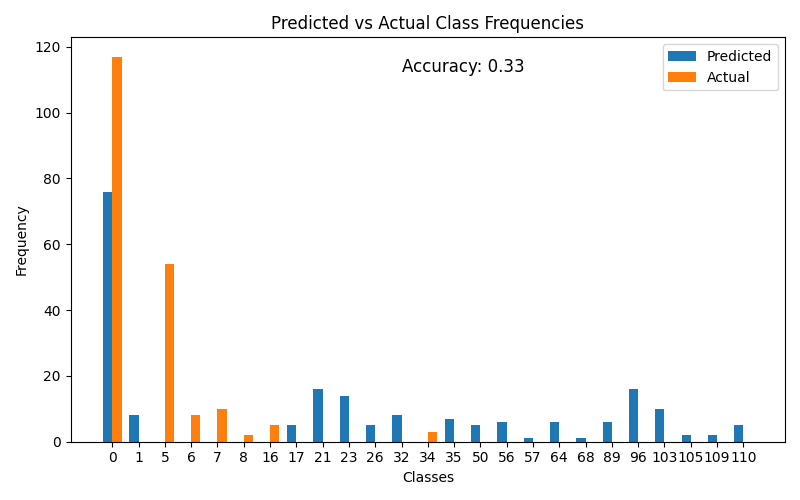 Predicted vs Actual Class Frequencies
Accuracy: 0.33
Predicted
Actual
120
100
80
60
40
20
0
Frequency
0 1 5 6 7 8 16 17 21 23 26 32 34 35 50 56 57 64 68 89 96 103 105 109 110
Classes